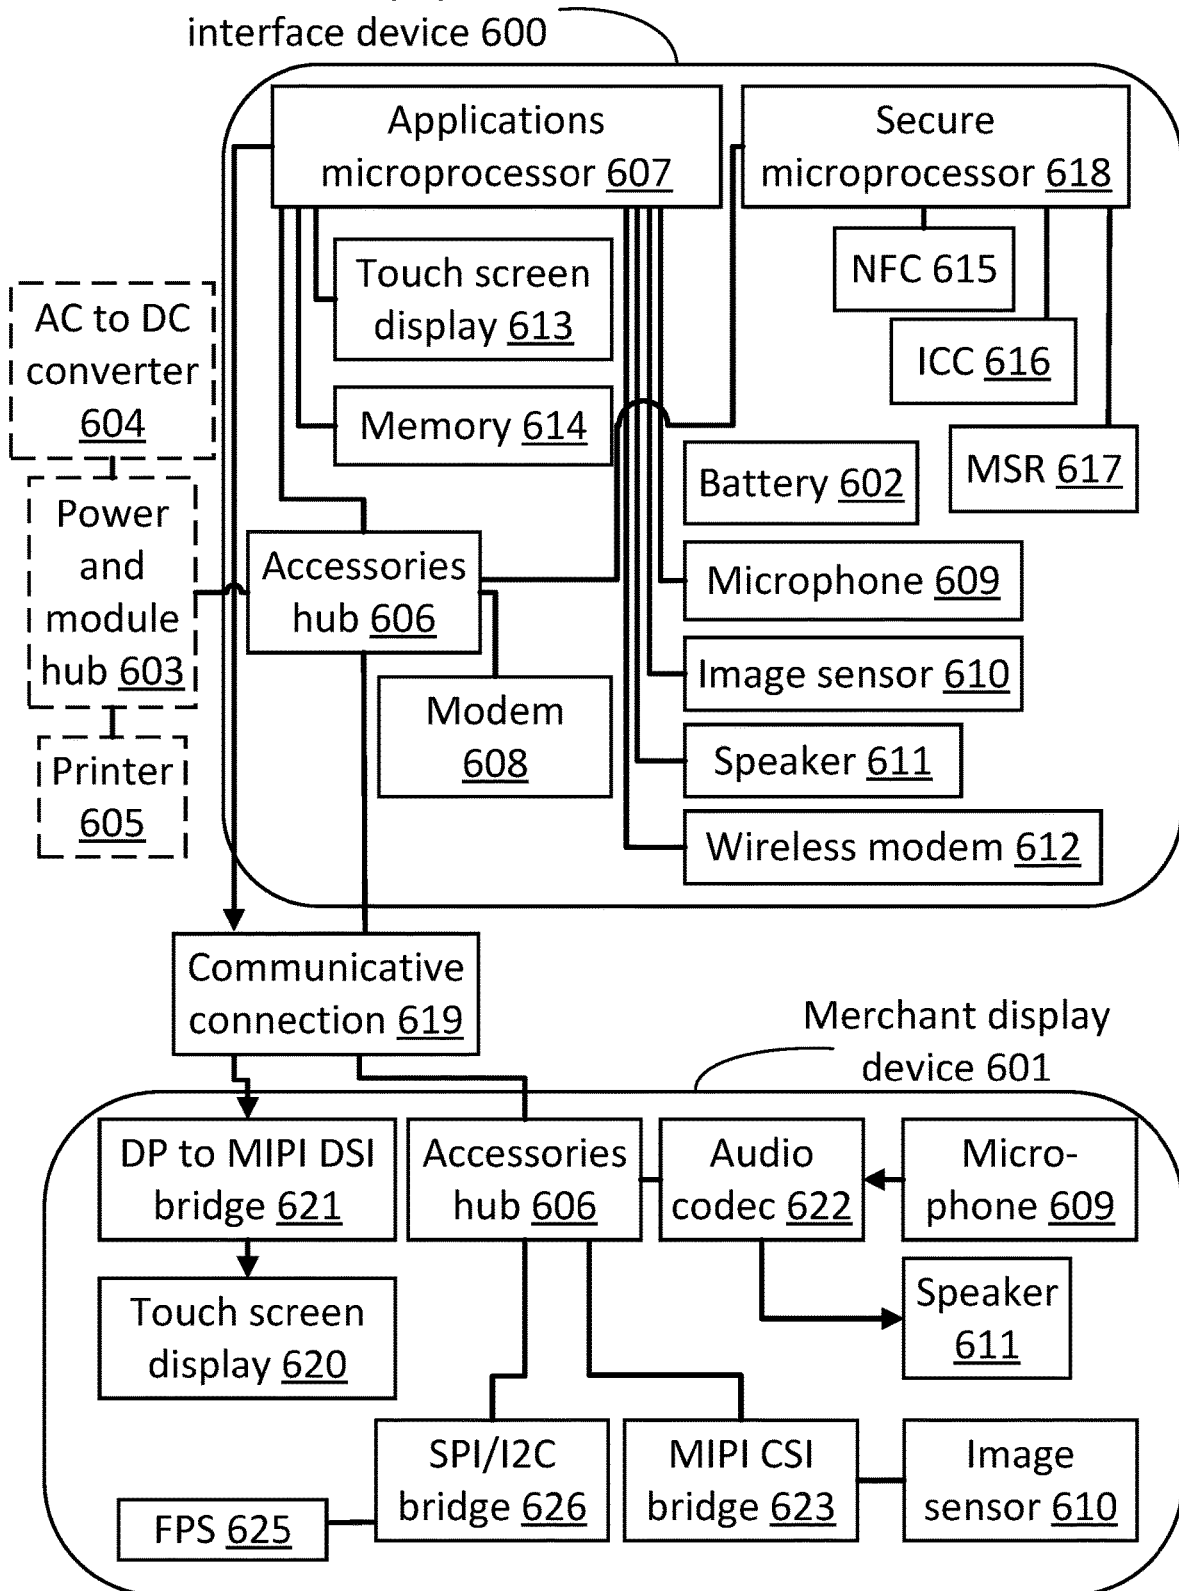 interface device 600
Applications
microprocessor 607
Secure
microprocessor 618
Touch screen
display 613
NFC 615
AC to DC
converter
604
ICC 616
Memory 614
Battery 602
MSR 617
Power
and
module
hub 603
Accessories
hub 606
Microphone 609
Image sensor 610
Modem
608
Speaker 611
Printer
605
Wireless modem 612
Communicative
connection 619
Merchant display
device 601
DP to MIPI DSI
bridge 621
Accessories
hub 606
Audio
codec 622
Micro-
phone 609
Touch screen
display 620
Speaker
611
SPI/I2C
bridge 626
MIPI CSI
bridge 623
Image
sensor 610
FPS 625